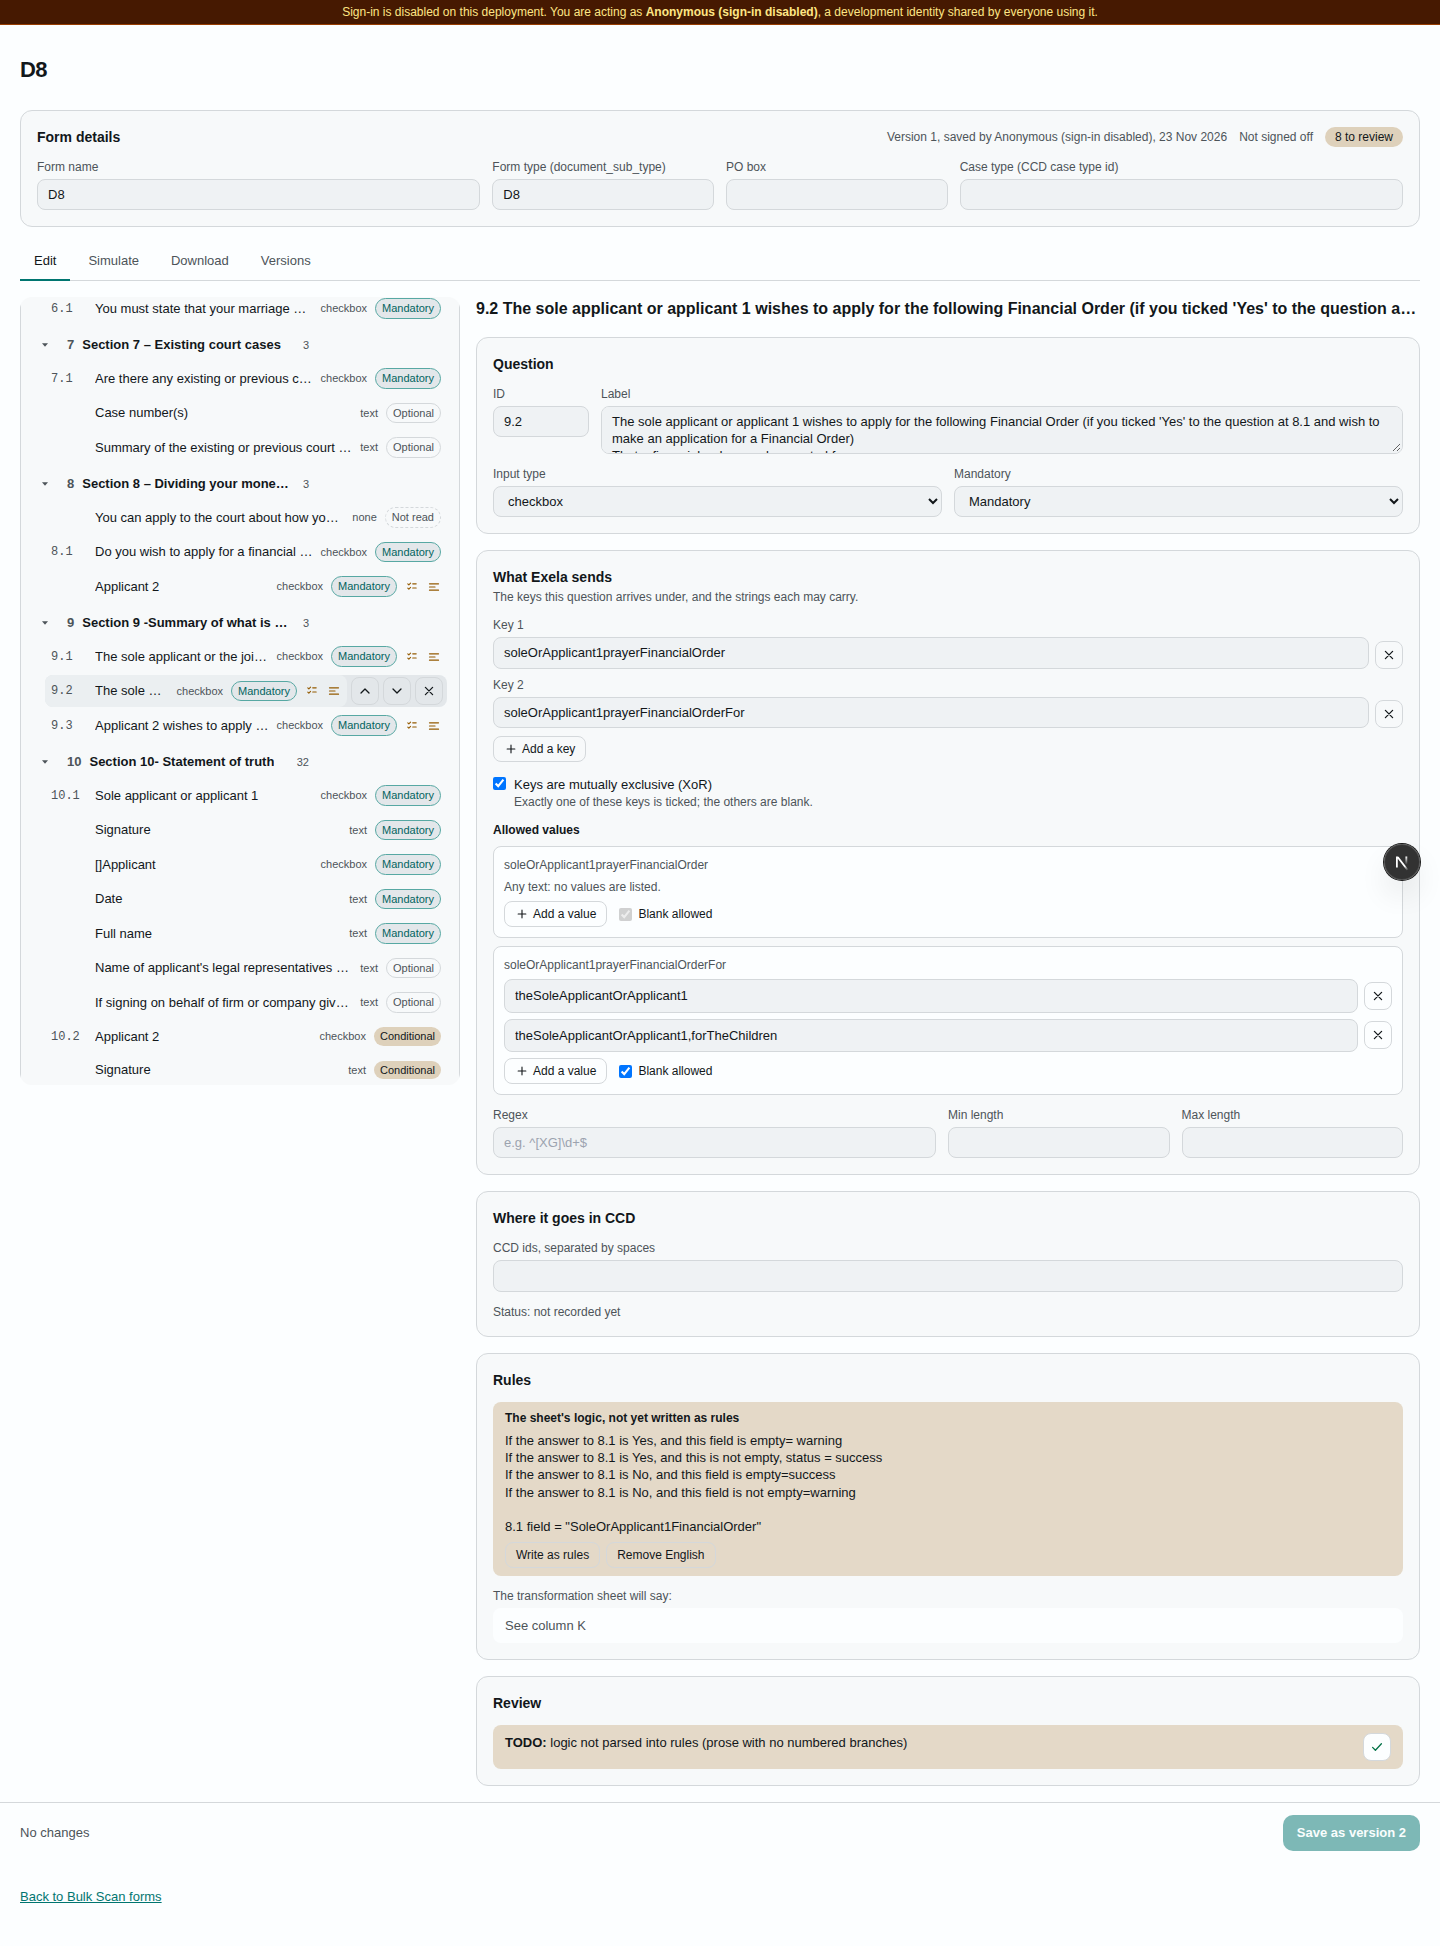 Sign-in is disabled on this deployment. You are acting as Anonymous (sign-in disabled), a development identity shared by everyone using it.
D8
Form details
Version 1, saved by Anonymous (sign-in disabled), 23 Nov 2026 Not signed off 8 to review
Form name
Form type (document_sub_type)
PO box
Case type (CCD case type id)
D8
D8
Edit Simulate Download Versions
6.1 You must state that your marriage … checkbox Mandatory
7 Section 7 – Existing court cases 3
7.1 Are there any existing or previous c… checkbox Mandatory
Case number(s) text Optional
Summary of the existing or previous court … text Optional
8 Section 8 – Dividing your mone… 3
You can apply to the court about how yo… none Not read
8.1 Do you wish to apply for a financial … checkbox Mandatory
Applicant 2 checkbox Mandatory
9 Section 9 -Summary of what is … 3
9.1 The sole applicant or the joi… checkbox Mandatory
9.2 The sole … checkbox Mandatory
9.3 Applicant 2 wishes to apply … checkbox Mandatory
10 Section 10- Statement of truth 32
10.1 Sole applicant or applicant 1 checkbox Mandatory
Signature text Mandatory
[]Applicant checkbox Mandatory
Date text Mandatory
Full name text Mandatory
Name of applicant's legal representatives … text Optional
If signing on behalf of firm or company giv… text Optional
10.2 Applicant 2 checkbox Conditional
Signature text Conditional
9.2 The sole applicant or applicant 1 wishes to apply for the following Financial Order (if you ticked 'Yes' to the question a…
Question
ID
Label
9.2
The sole applicant or applicant 1 wishes to apply for the following Financial Order (if you ticked 'Yes' to the question at 8.1 and wish to
make an application for a Financial Order)
Input type
Mandatory
checkbox
Mandatory
What Exela sends
The keys this question arrives under, and the strings each may carry.
Key 1
soleOrApplicant1prayerFinancialOrder
Key 2
soleOrApplicant1prayerFinancialOrderFor
Add a key
Keys are mutually exclusive (XoR)
Exactly one of these keys is ticked; the others are blank.
Allowed values
soleOrApplicant1prayerFinancialOrder
Any text: no values are listed.
Add a value Blank allowed
soleOrApplicant1prayerFinancialOrderFor
theSoleApplicantOrApplicant1
theSoleApplicantOrApplicant1,forTheChildren
Add a value Blank allowed
Regex
Min length
Max length
e.g. ^[XG]\d+$
Where it goes in CCD
CCD ids, separated by spaces
Status: not recorded yet
Rules
The sheet's logic, not yet written as rules
If the answer to 8.1 is Yes, and this field is empty= warning
If the answer to 8.1 is Yes, and this is not empty, status = success
If the answer to 8.1 is No, and this field is empty=success
If the answer to 8.1 is No, and this field is not empty=warning
8.1 field = "SoleOrApplicant1FinancialOrder"
Write as rules Remove English
The transformation sheet will say:
See column K
Review
TODO: logic not parsed into rules (prose with no numbered branches)
No changes
Save as version 2
Back to Bulk Scan forms